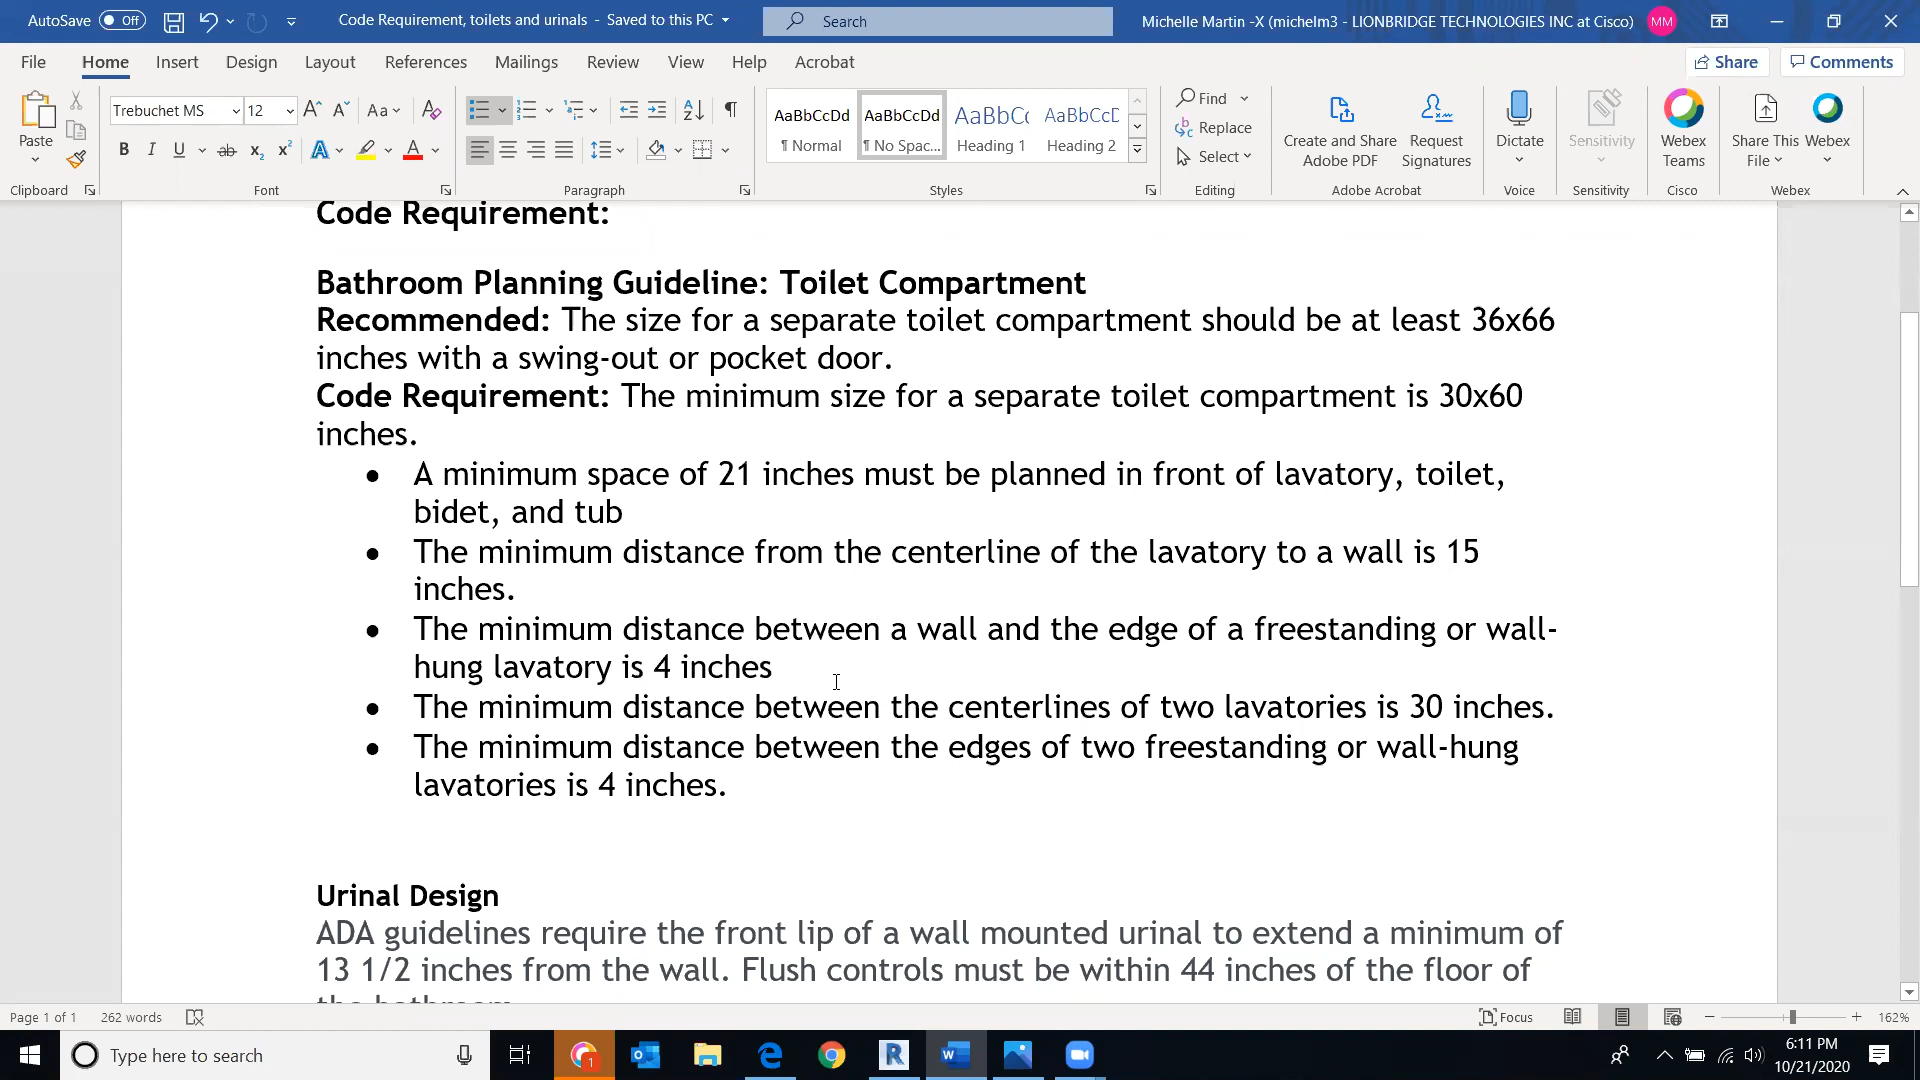 AutoSave Off Code Requirement, toilets and urinals - Saved to this PC Search Michelle Martin -X (michelm3 - LIONBRIDGE TECHNOLOGIES INC at Cisco) MM
File Home Insert Design Layout References Mailings Review View Help Acrobat Share Comments
Trebuchet MS 12 Aa AaBbCcDd AaBbCcDd AaBbCc AaBbCcD Find
Replace
Paste ¶ Normal ¶ No Spac... Heading 1 Heading 2 Select
Create and Share Adobe PDF
Request Signatures
Dictate
Sensitivity
Webex Teams
Share This File
Webex
Clipboard Font Paragraph Styles Editing Adobe Acrobat Voice Sensitivity Cisco Webex
Code Requirement:
Bathroom Planning Guideline: Toilet Compartment
Recommended: The size for a separate toilet compartment should be at least 36x66
inches with a swing-out or pocket door.
Code Requirement: The minimum size for a separate toilet compartment is 30x60
inches.
• A minimum space of 21 inches must be planned in front of lavatory, toilet,
bidet, and tub
• The minimum distance from the centerline of the lavatory to a wall is 15
inches.
• The minimum distance between a wall and the edge of a freestanding or wall-
hung lavatory is 4 inches
• The minimum distance between the centerlines of two lavatories is 30 inches.
• The minimum distance between the edges of two freestanding or wall-hung
lavatories is 4 inches.
Urinal Design
ADA guidelines require the front lip of a wall mounted urinal to extend a minimum of
13 1/2 inches from the wall. Flush controls must be within 44 inches of the floor of
the bathroom
Page 1 of 1 262 words Focus 162%
Type here to search 1 6:11 PM
10/21/2020